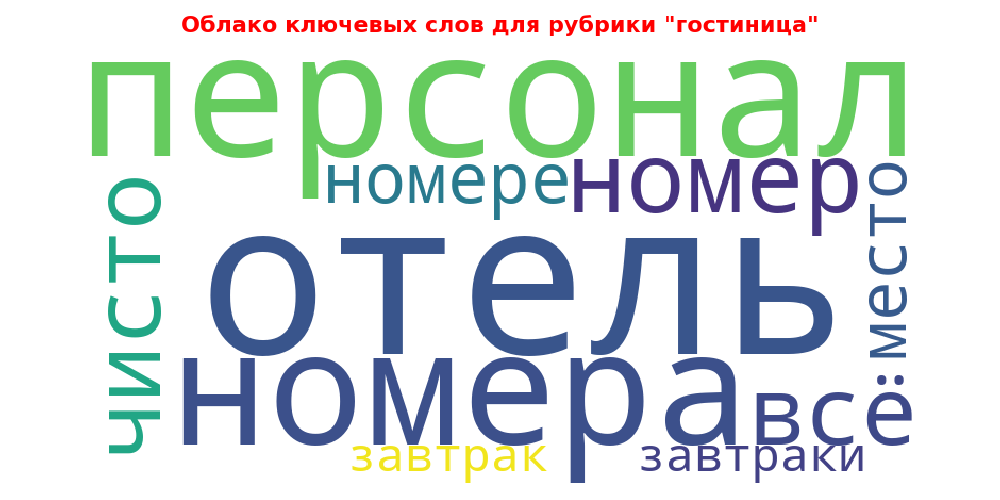 Облако ключевых слов для рубрики "гостиница"
персонал
номере
номер
чисто
место
отель
номера
всё
завтрак
завтраки